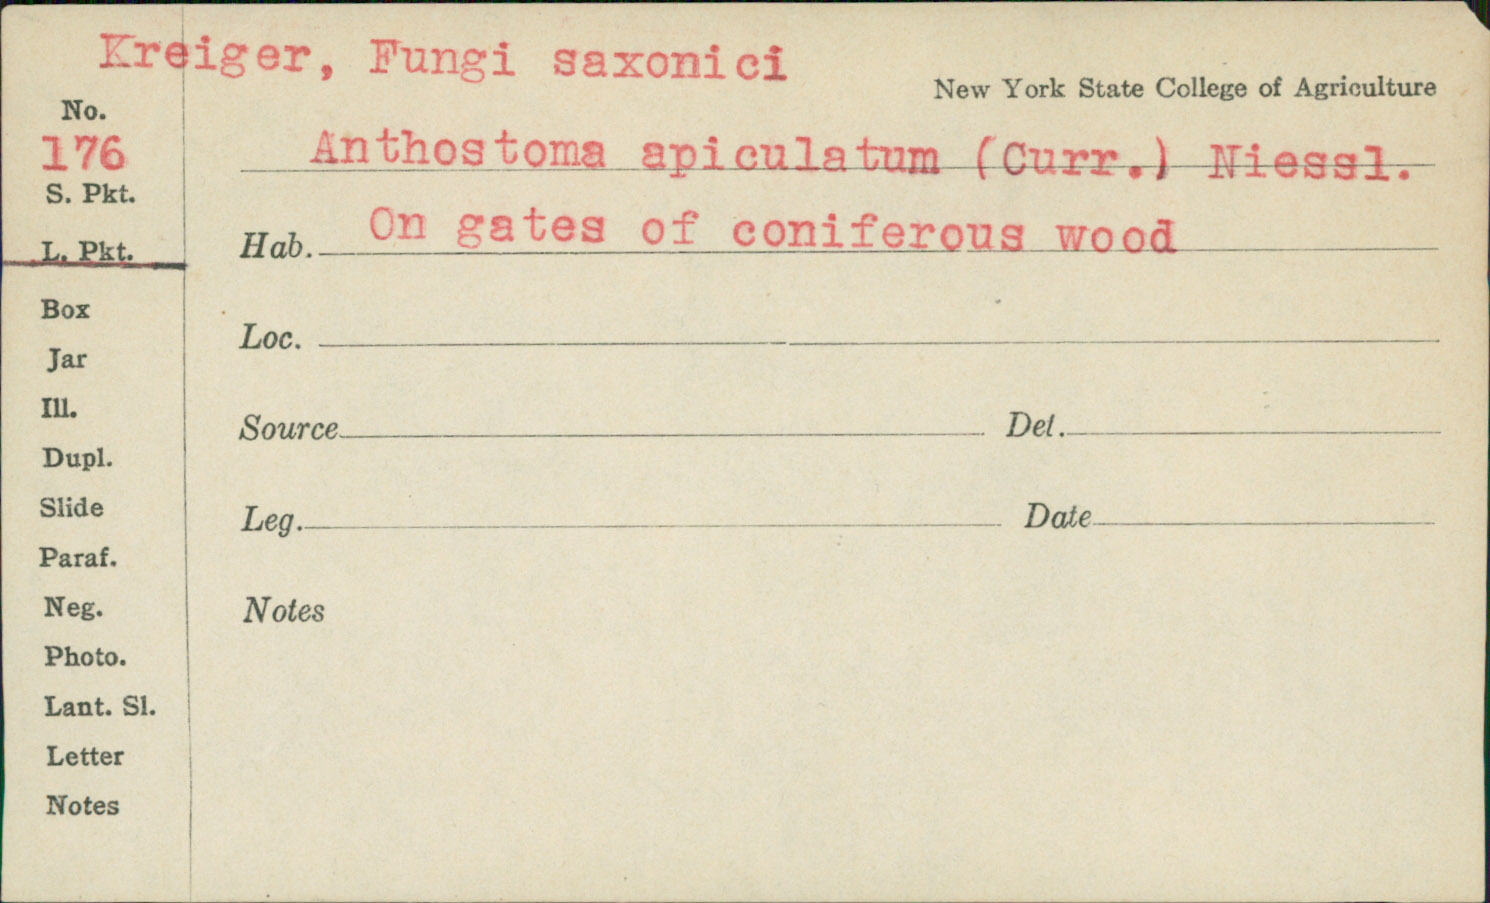 Kreiger, Fungi saxonici
New York State College of Agriculture
No.
176
Anthostoma apiculatum (Curr.) Niessl.
S. Pkt.
Hab. On gates of coniferous wood
L. Pkt.
Box
Loc.
Jar
Ill.
Source Det.
Dupl.
Slide
Leg. Date
Paraf.
Neg.
Notes
Photo.
Lant. Sl.
Letter
Notes